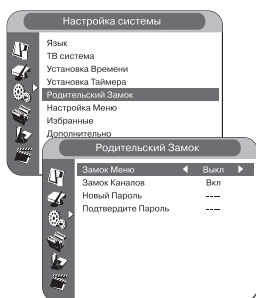 Настройка системы
Язык
ТВ система
Установка Времени
Установка Таймера
Родительский Замок
Настройка Меню
Избранные
Дополнительно
Родительский Замок
Замок Меню Выкл
Замок Каналов Вкл
Новый Пароль ---
Подтвердите Пароль ---